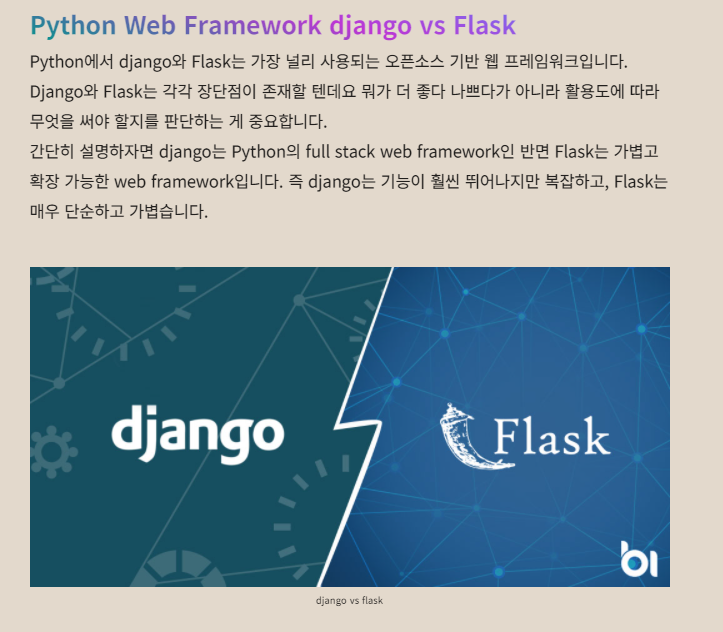 Python Web Framework django vs Flask
Python에서 django와 Flask는 가장 널리 사용되는 오픈소스 기반 웹 프레임워크입니다.
Django와 Flask는 각각 장단점이 존재할 텐데요 뭐가 더 좋다 나쁘다가 아니라 활용도에 따라
무엇을 써야 할지를 판단하는 게 중요합니다.
간단히 설명하자면 django는 Python의 full stack web framework인 반면 Flask는 가볍고
확장 가능한 web framework입니다. 즉 django는 기능이 훨씬 뛰어나지만 복잡하고, Flask는
매우 단순하고 가볍습니다.
django
Flask
bi
django vs flask